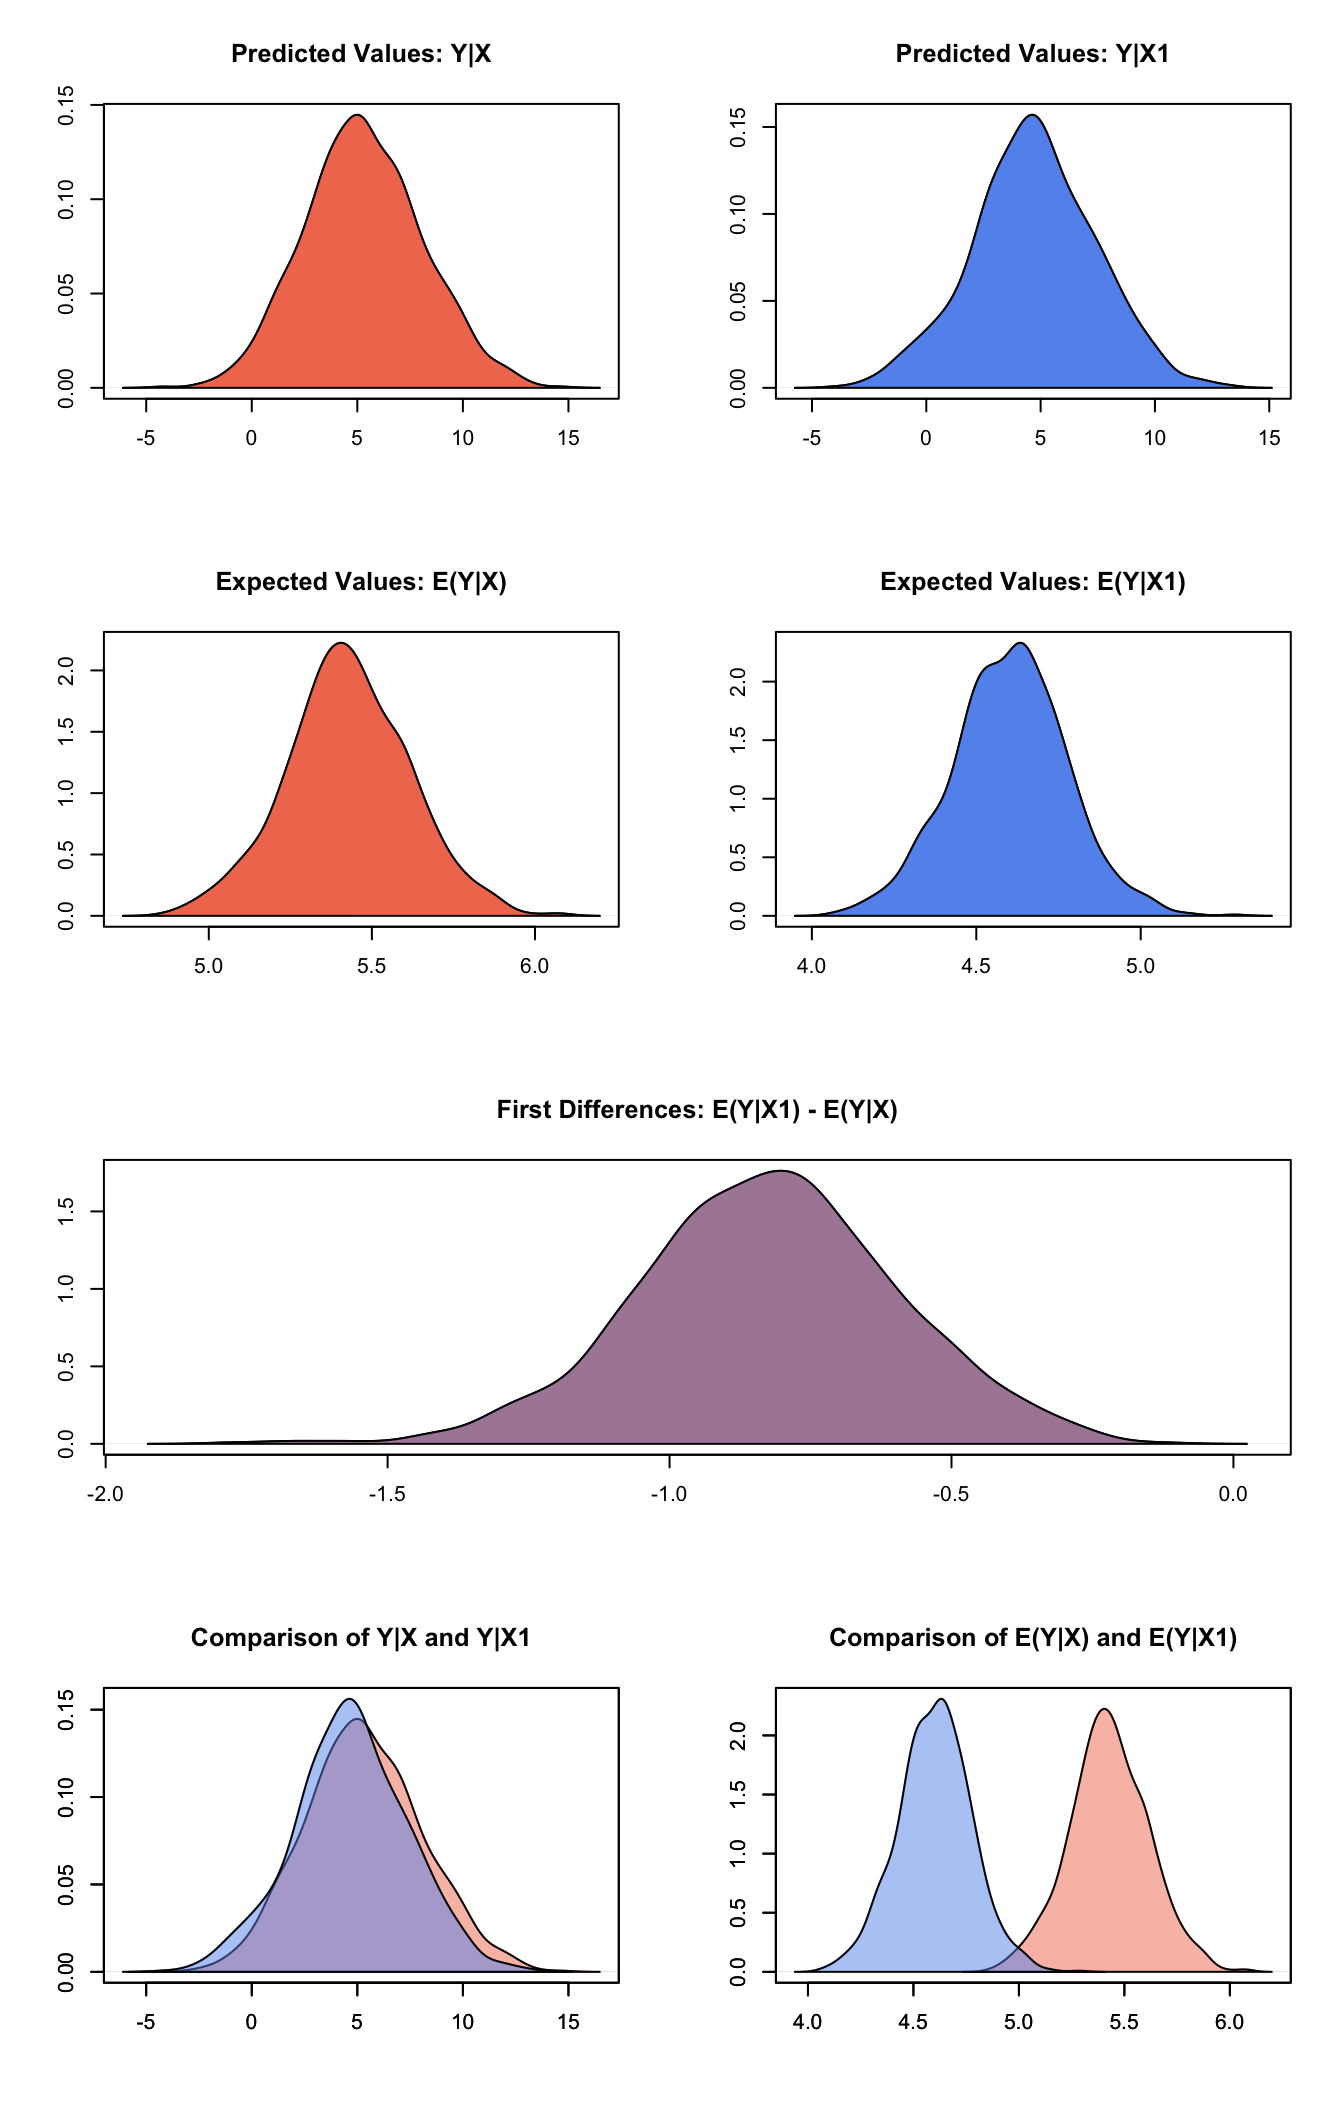 Predicted Values: Y|X
0.00 0.05 0.10 0.15
-5 0 5 10 15
Predicted Values: Y|X1
0.00 0.05 0.10 0.15
-5 0 5 10 15
Expected Values: E(Y|X)
0.0 0.5 1.0 1.5 2.0
5.0 5.5 6.0
Expected Values: E(Y|X1)
0.0 0.5 1.0 1.5 2.0
4.0 4.5 5.0
First Differences: E(Y|X1) - E(Y|X)
0.0 0.5 1.0 1.5
-2.0 -1.5 -1.0 -0.5 0.0
Comparison of Y|X and Y|X1
0.00 0.05 0.10 0.15
-5 0 5 10 15
Comparison of E(Y|X) and E(Y|X1)
0.0 0.5 1.0 1.5 2.0
4.0 4.5 5.0 5.5 6.0